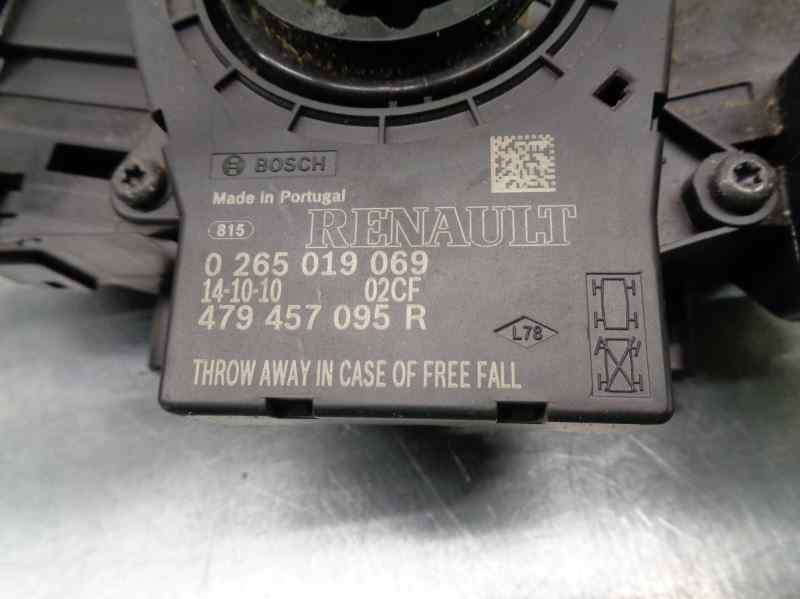 BOSCH
Made in Portugal
815 RENAULT
0 265 019 069
14-10-10 02CF
479 457 095 R
L78
THROW AWAY IN CASE OF FREE FALL